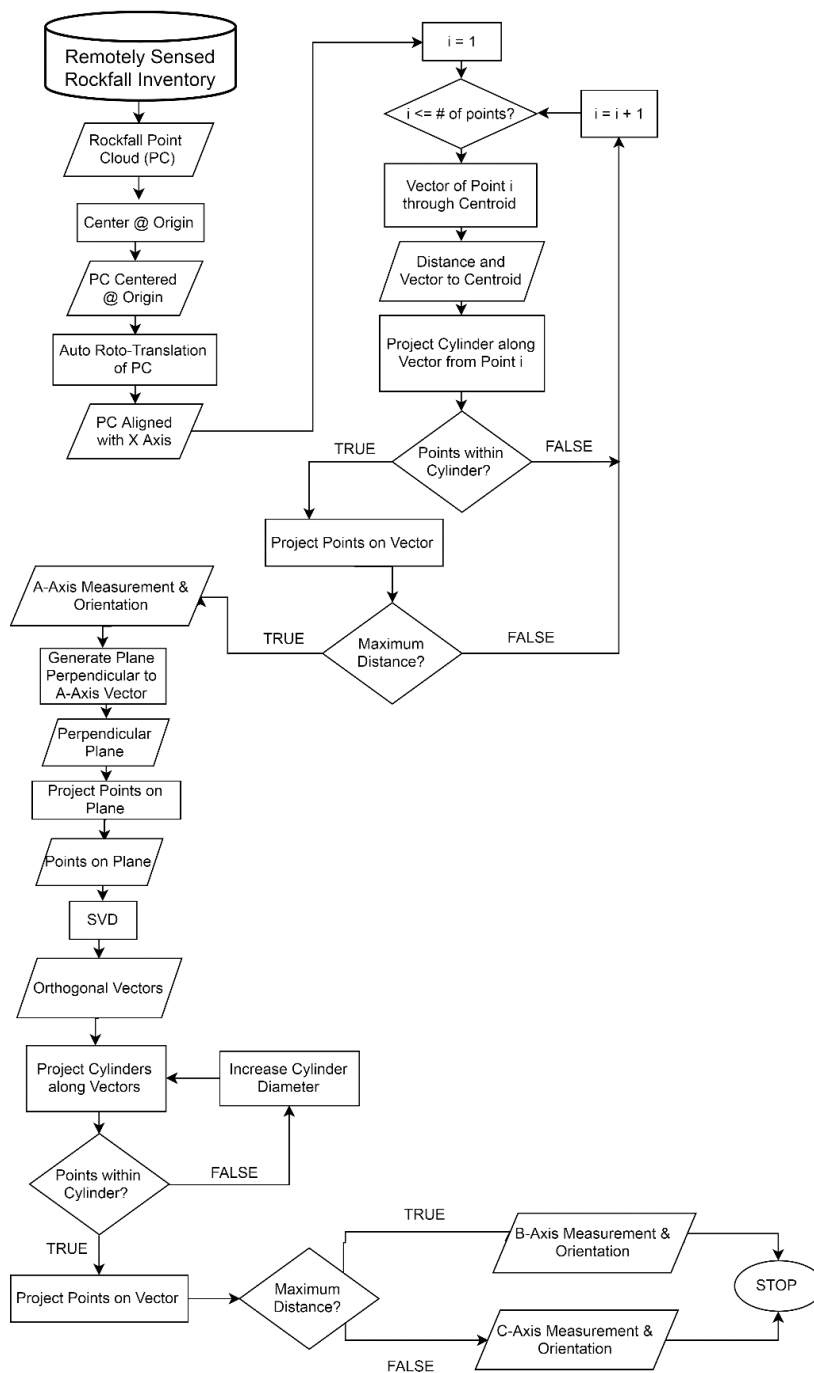 Remotely Sensed
Rockfall Inventory
Rockfall Point
Cloud (PC)
Center @ Origin
PC Centered
@ Origin
Auto Roto-Translation
of PC
PC Aligned
with X Axis
i = 1
i <= # of points?
i = i + 1
Vector of Point i
through Centroid
Distance and
Vector to Centroid
Project Cylinder along
Vector from Point i
Points within
Cylinder?
TRUE
FALSE
Project Points on Vector
Maximum
Distance?
TRUE
FALSE
A-Axis Measurement &
Orientation
Generate Plane
Perpendicular to
A-Axis Vector
Perpendicular
Plane
Project Points on
Plane
Points on Plane
SVD
Orthogonal Vectors
Project Cylinders
along Vectors
Increase Cylinder
Diameter
Points within
Cylinder?
FALSE
TRUE
Project Points on Vector
Maximum
Distance?
TRUE
B-Axis Measurement &
Orientation
FALSE
C-Axis Measurement &
Orientation
STOP